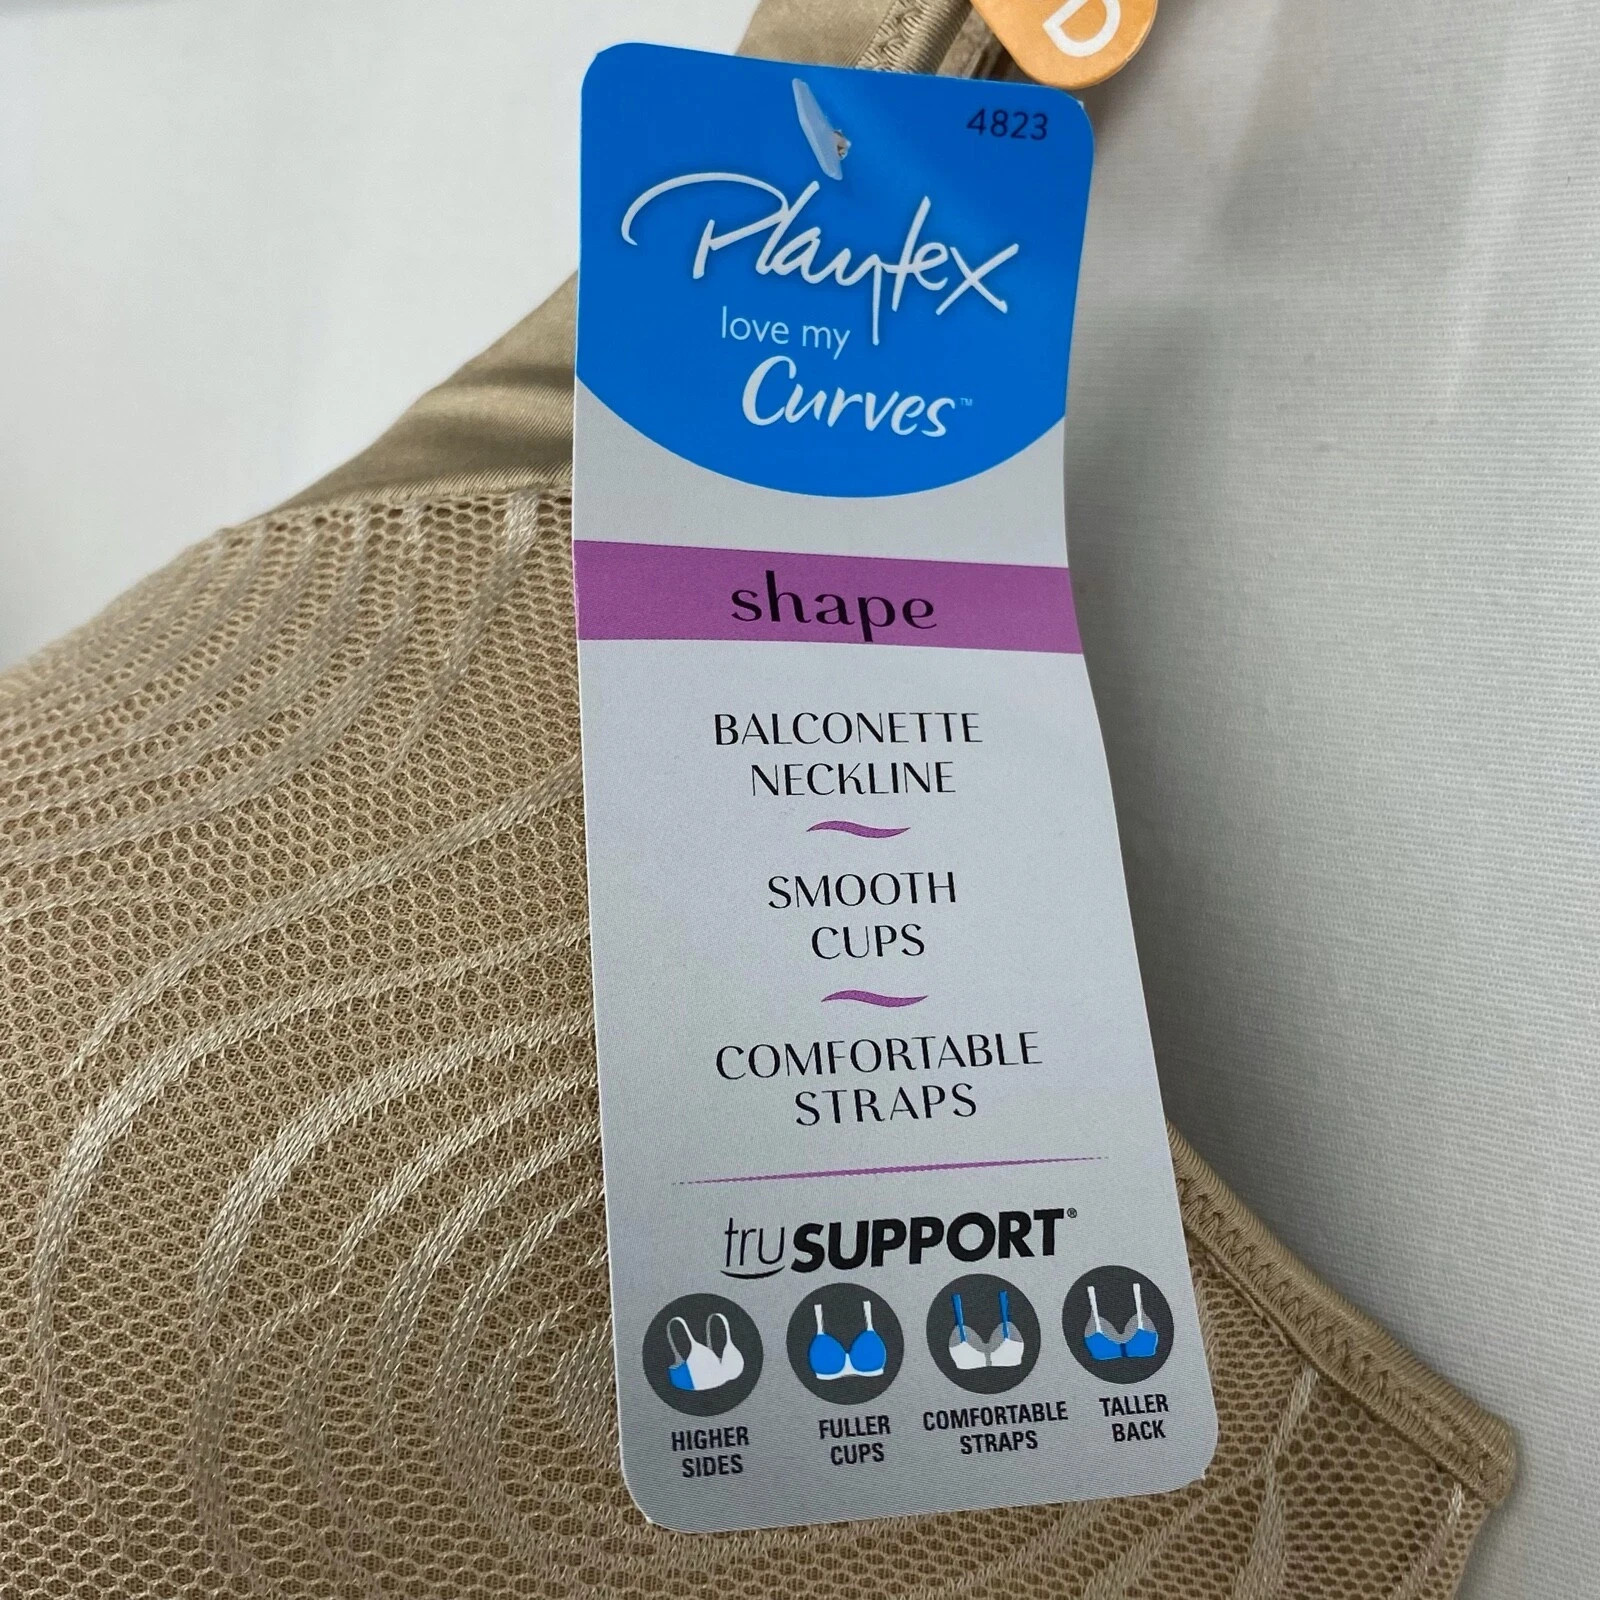 D
4823
Playtex
love my
Curves™
shape
BALCONETTE
NECKLINE
SMOOTH
CUPS
COMFORTABLE
STRAPS
truSUPPORT®
HIGHER
SIDES
FULLER
CUPS
COMFORTABLE
STRAPS
TALLER
BACK